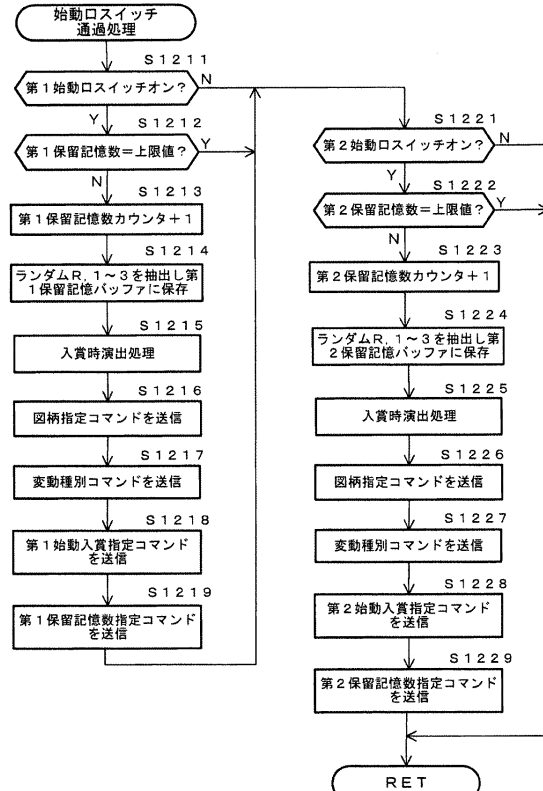 始動口スイッチ
通過処理
S1211
第1始動口スイッチオン?
N
Y
S1212
第1保留記憶数=上限値?
Y
N
S1213
第1保留記憶数カウンタ+1
S1214
ランダムR,1~3を抽出し第
1保留記憶バッファに保存
S1215
入賞時演出処理
S1216
図柄指定コマンドを送信
S1217
変動種別コマンドを送信
S1218
第1始動入賞指定コマンド
を送信
S1219
第1保留記憶数指定コマンド
を送信
S1221
第2始動口スイッチオン?
N
Y
S1222
第2保留記憶数=上限値?
Y
N
S1223
第2保留記憶数カウンタ+1
S1224
ランダムR,1~3を抽出し第
2保留記憶バッファに保存
S1225
入賞時演出処理
S1226
図柄指定コマンドを送信
S1227
変動種別コマンドを送信
S1228
第2始動入賞指定コマンド
を送信
S1229
第2保留記憶数指定コマンド
を送信
RET